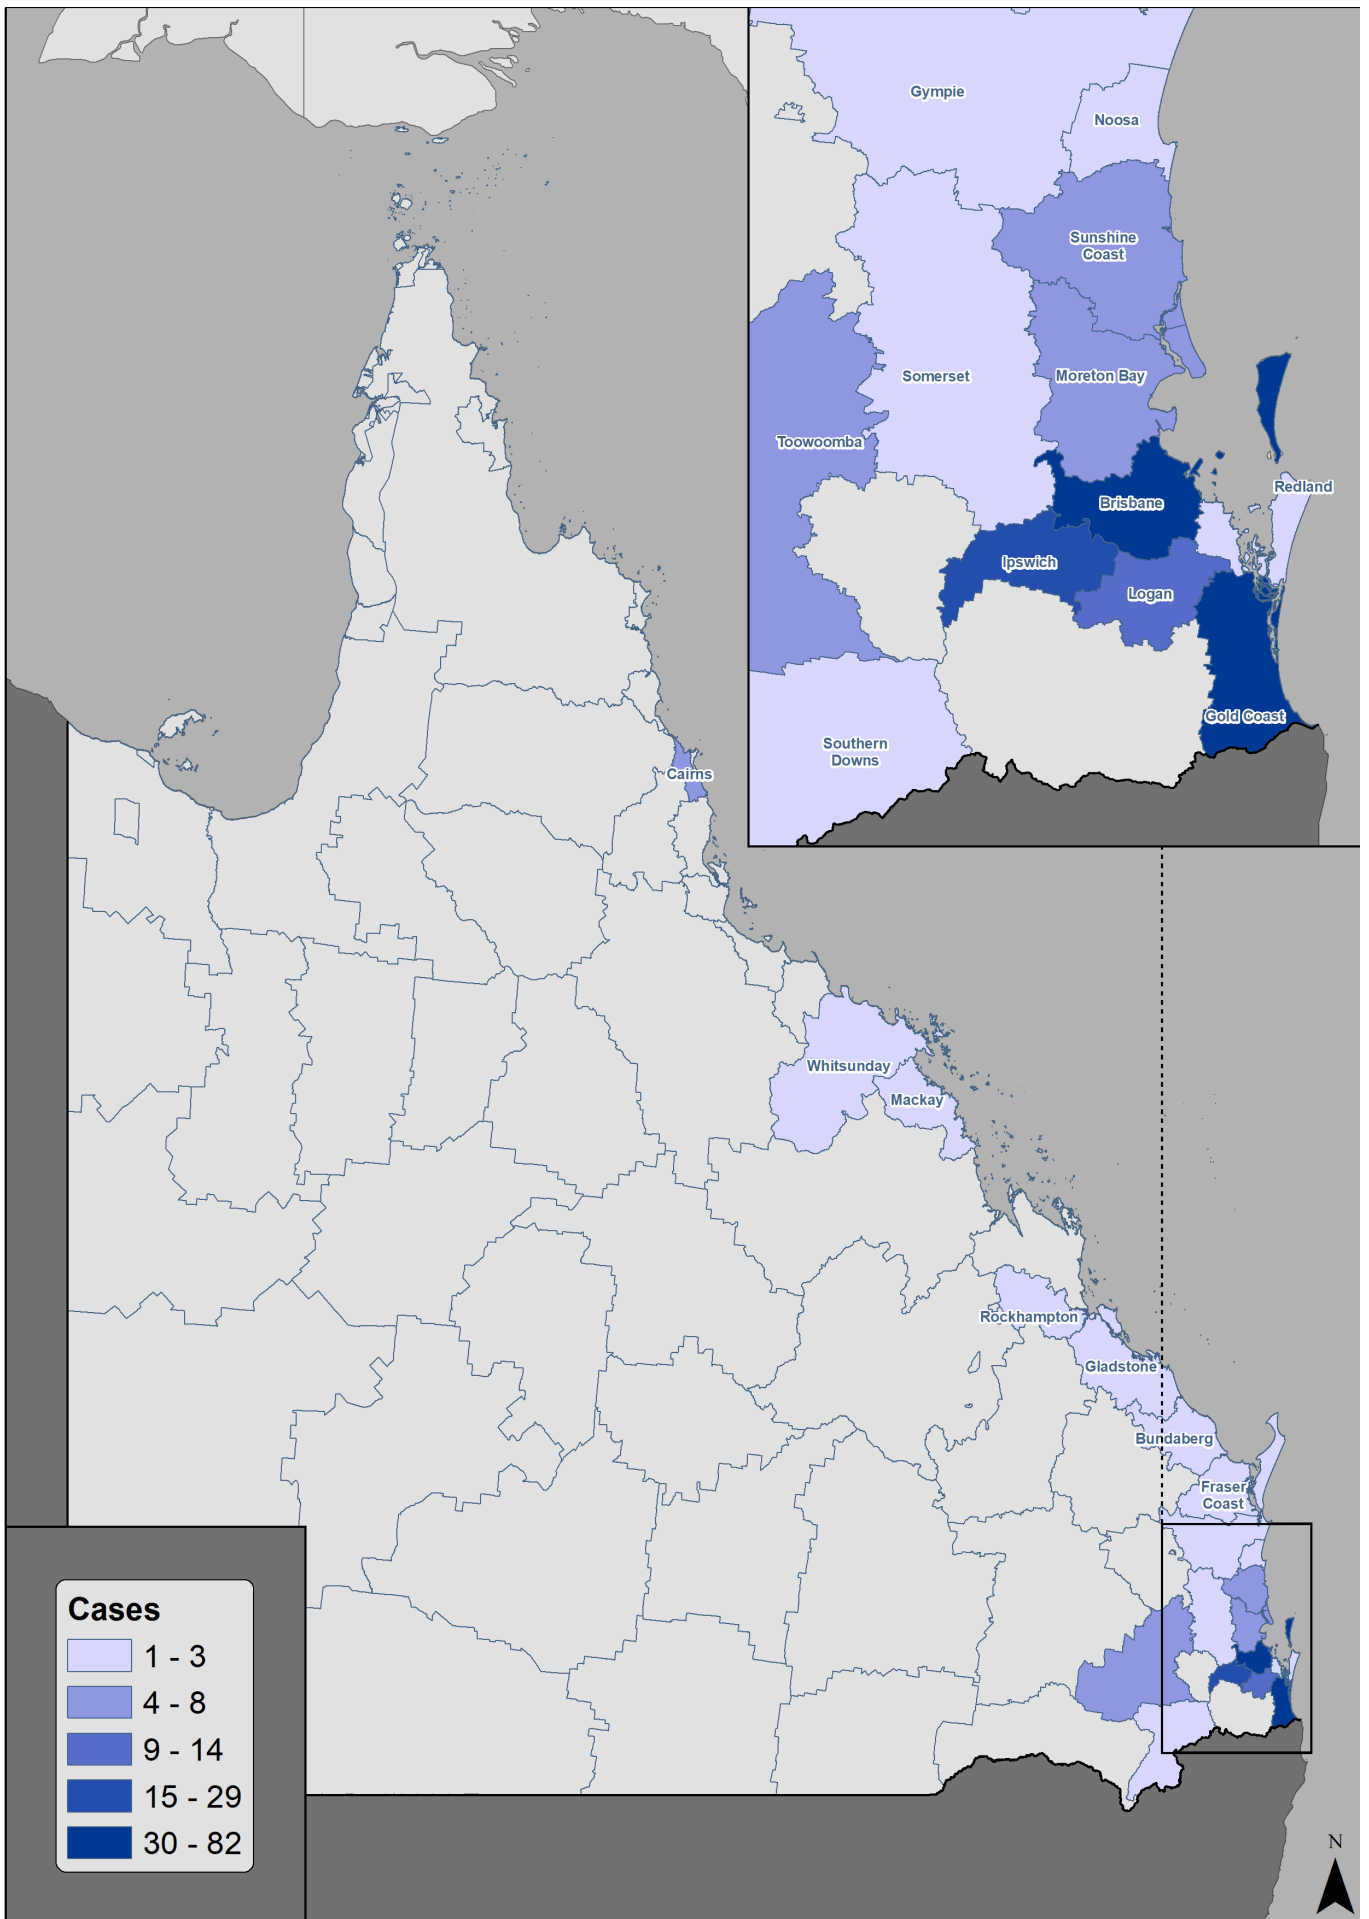 Gympie
Noosa
Sunshine
Coast
Somerset
Moreton Bay
Toowoomba
Redland
Brisbane
Ipswich
Logan
Gold Coast
Southern
Downs
Cairns
Whitsunday
Mackay
Rockhampton
Gladstone
Bundaberg
Fraser
Coast
Cases
1 - 3
4 - 8
9 - 14
15 - 29
30 - 82
N